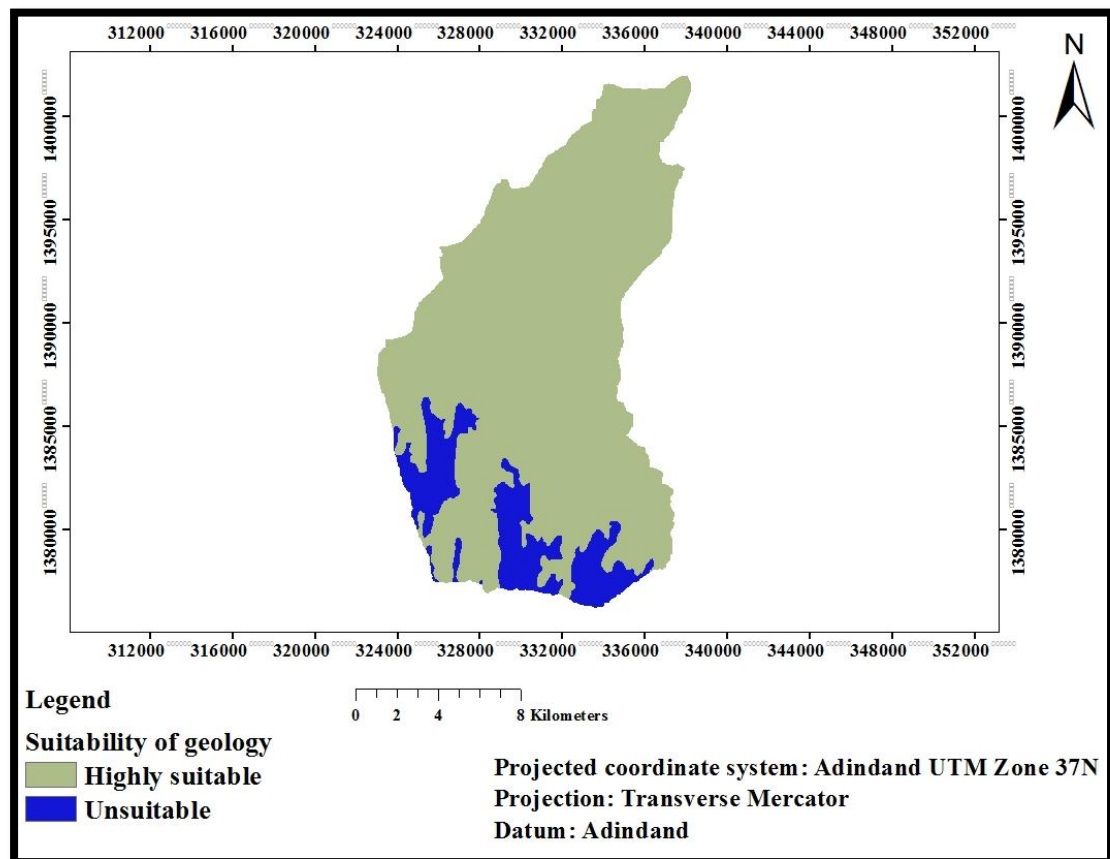 312000 316000 320000 324000 328000 332000 336000 340000 344000 348000 352000
N
1400000 1400000
1395000 1395000
1390000 1390000
1385000 1385000
1380000 1380000
312000 316000 320000 324000 328000 332000 336000 340000 344000 348000 352000
Legend
0 2 4 8 Kilometers
Suitability of geology
Highly suitable
Unsuitable
Projected coordinate system: Adindand UTM Zone 37N
Projection: Transverse Mercator
Datum: Adindand